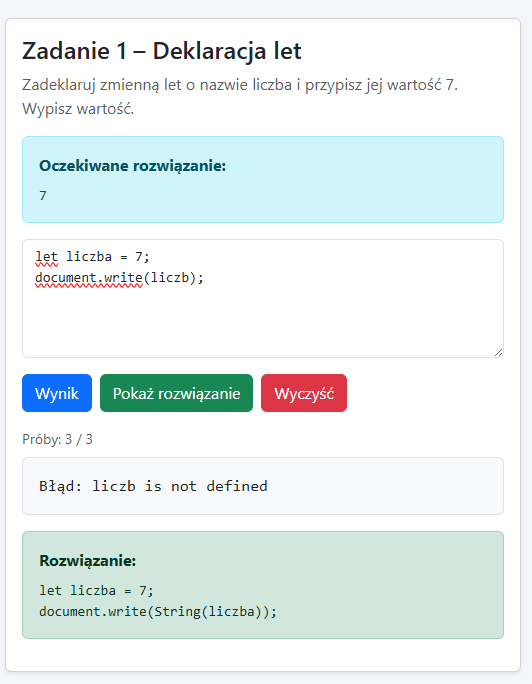 Zadanie 1 – Deklaracja let
Zadeklaruj zmienną let o nazwie liczba i przypisz jej wartość 7.
Wypisz wartość.
Oczekiwane rozwiązanie:
7
let liczba = 7;
document.write(liczb);
Wynik
Pokaż rozwiązanie
Wyczyść
Próby: 3 / 3
Błąd: liczb is not defined
Rozwiązanie:
let liczba = 7;
document.write(String(liczba));